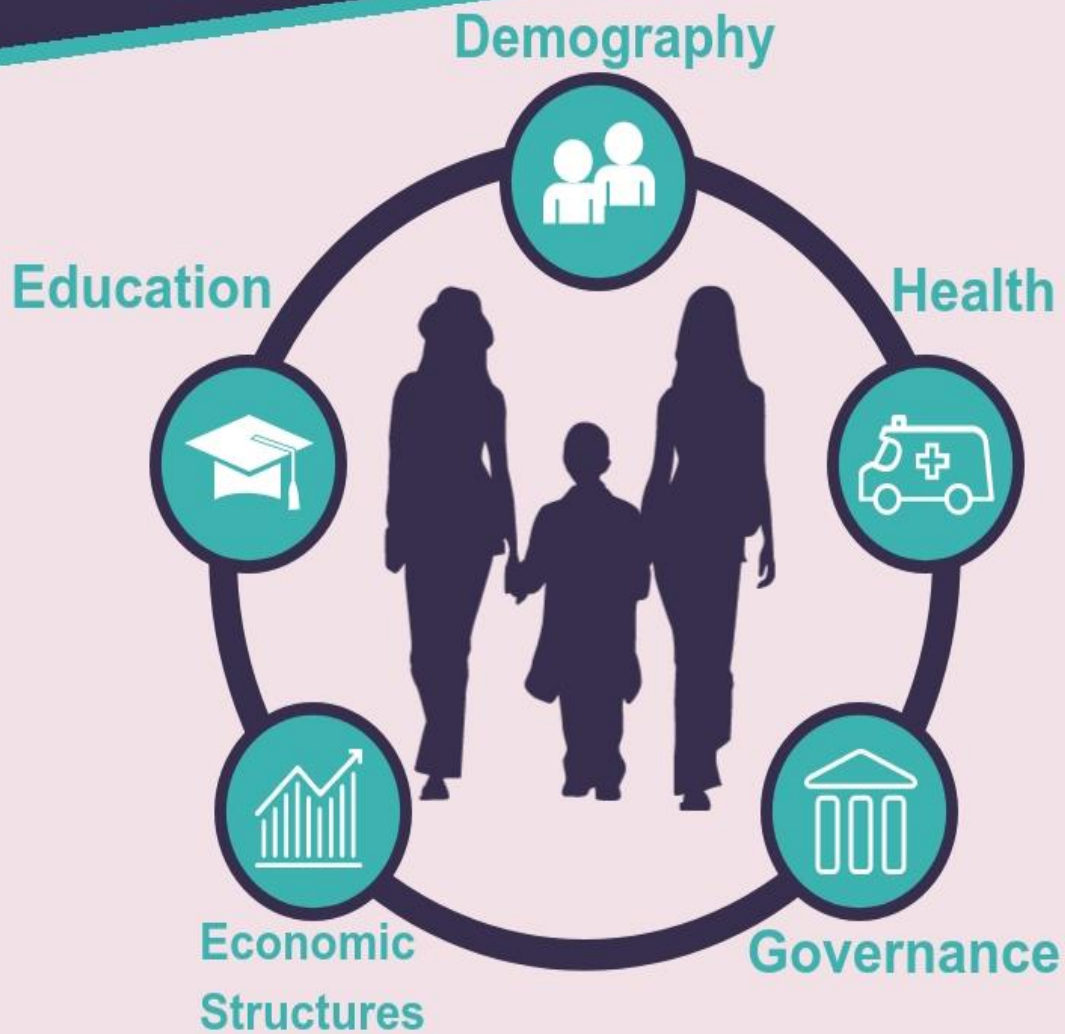 Demography
Education
Health
Economic
Structures
Governance